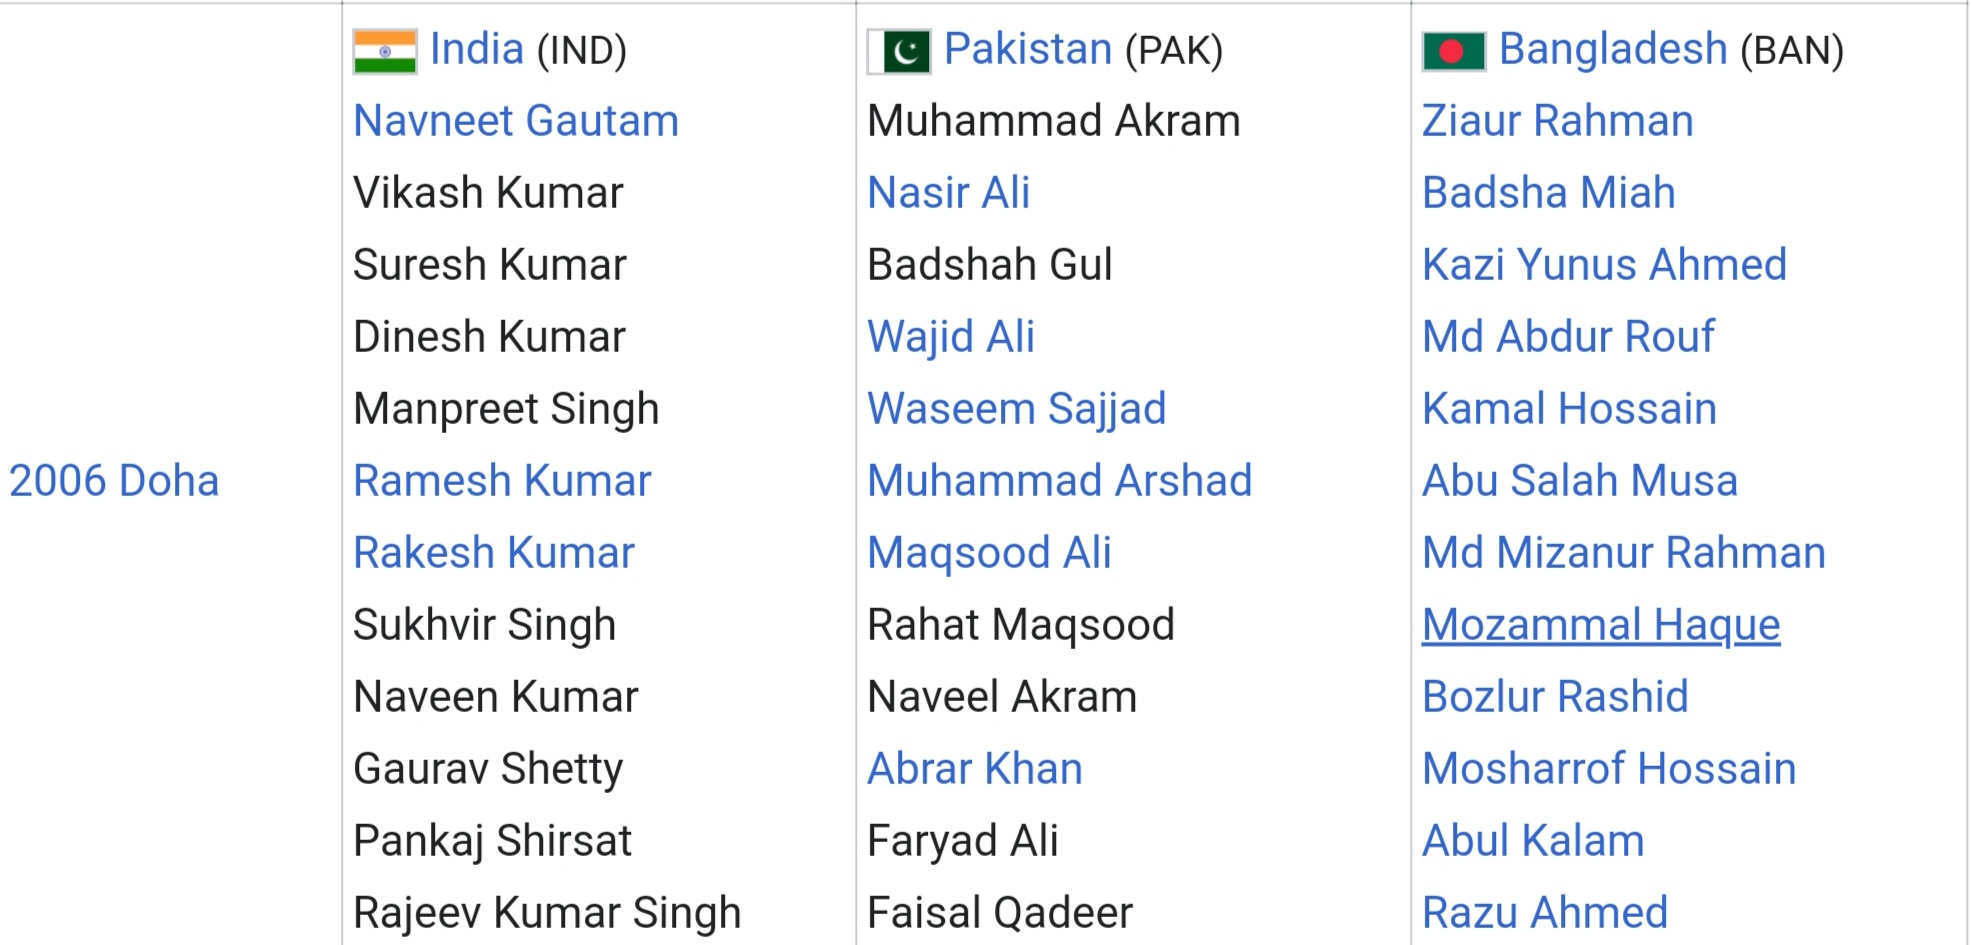 India (IND)
Navneet Gautam
Vikash Kumar
Suresh Kumar
Dinesh Kumar
Manpreet Singh
2006 Doha
Ramesh Kumar
Rakesh Kumar
Sukhvir Singh
Naveen Kumar
Gaurav Shetty
Pankaj Shirsat
Rajeev Kumar Singh
Pakistan (PAK)
Muhammad Akram
Nasir Ali
Badshah Gul
Wajid Ali
Waseem Sajjad
Muhammad Arshad
Maqsood Ali
Rahat Maqsood
Naveel Akram
Abrar Khan
Faryad Ali
Faisal Qadeer
Bangladesh (BAN)
Ziaur Rahman
Badsha Miah
Kazi Yunus Ahmed
Md Abdur Rouf
Kamal Hossain
Abu Salah Musa
Md Mizanur Rahman
Mozammal Haque
Bozlur Rashid
Mosharrof Hossain
Abul Kalam
Razu Ahmed